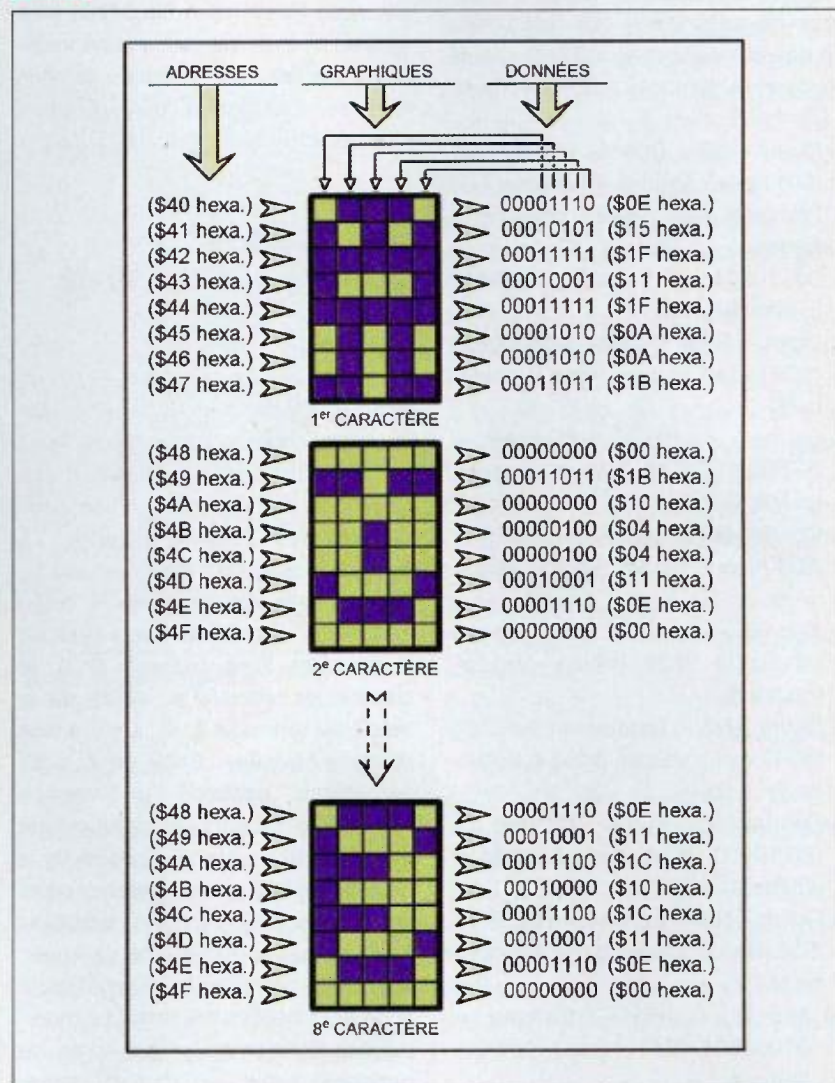 ADRESSES GRAPHIQUES DONNÉES
($40 hexa.) 00001110 ($0E hexa.)
($41 hexa.) 00010101 ($15 hexa.)
($42 hexa.) 00011111 ($1F hexa.)
($43 hexa.) 00010001 ($11 hexa.)
($44 hexa.) 00011111 ($1F hexa.)
($45 hexa.) 00001010 ($0A hexa.)
($46 hexa.) 00001010 ($0A hexa.)
($47 hexa.) 00011011 ($1B hexa.)
1er CARACTÈRE
($48 hexa.) 00000000 ($00 hexa.)
($49 hexa.) 00011011 ($1B hexa.)
($4A hexa.) 00000000 ($10 hexa.)
($4B hexa.) 00000100 ($04 hexa.)
($4C hexa.) 00000100 ($04 hexa.)
($4D hexa.) 00010001 ($11 hexa.)
($4E hexa.) 00001110 ($0E hexa.)
($4F hexa.) 00000000 ($00 hexa.)
2e CARACTÈRE
($48 hexa.) 00001110 ($0E hexa.)
($49 hexa.) 00010001 ($11 hexa.)
($4A hexa.) 00011100 ($1C hexa.)
($4B hexa.) 00010000 ($10 hexa.)
($4C hexa.) 00011100 ($1C hexa.)
($4D hexa.) 00010001 ($11 hexa.)
($4E hexa.) 00001110 ($0E hexa.)
($4F hexa.) 00000000 ($00 hexa.)
8e CARACTÈRE